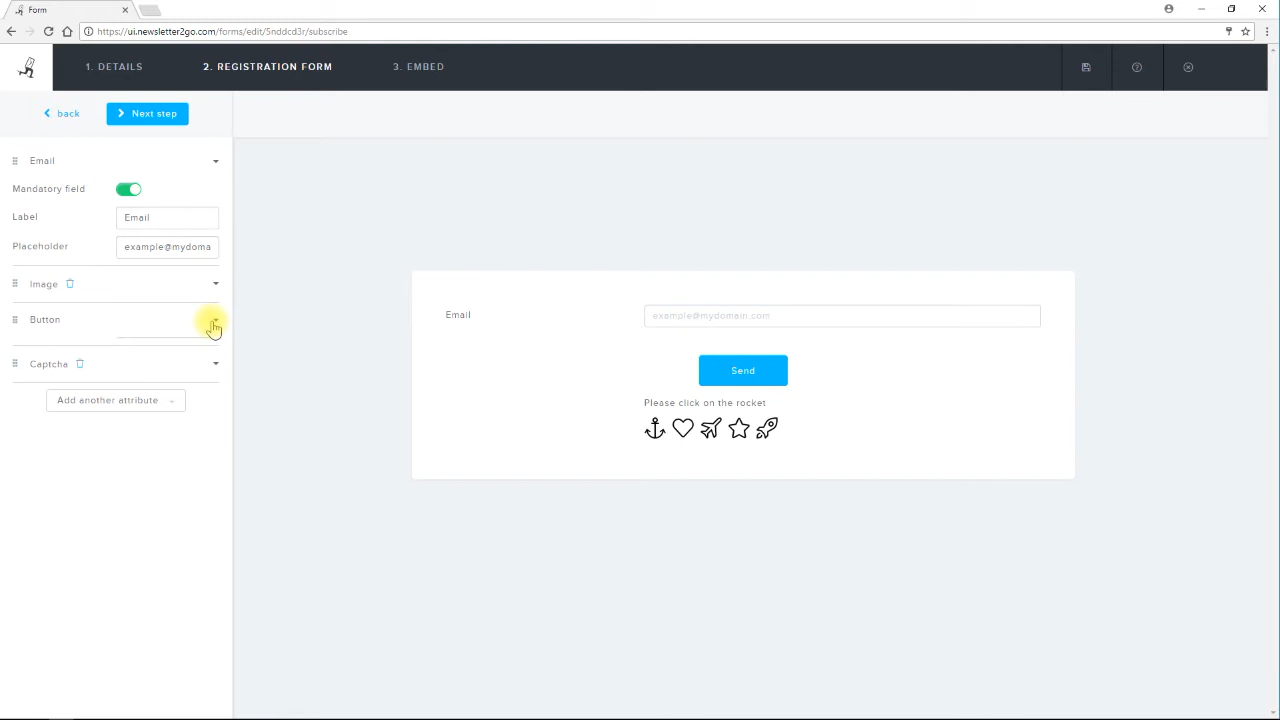 Form
https://ui.newsletter2go.com/forms/edit/5nddcd3r/subscribe
1. DETAILS
2. REGISTRATION FORM
3. EMBED
back
Next step
Email
Mandatory field
Label
Email
Placeholder
example@mydoma
Image
Button
Captcha
Add another attribute
Email
example@mydomain.com
Send
Please click on the rocket